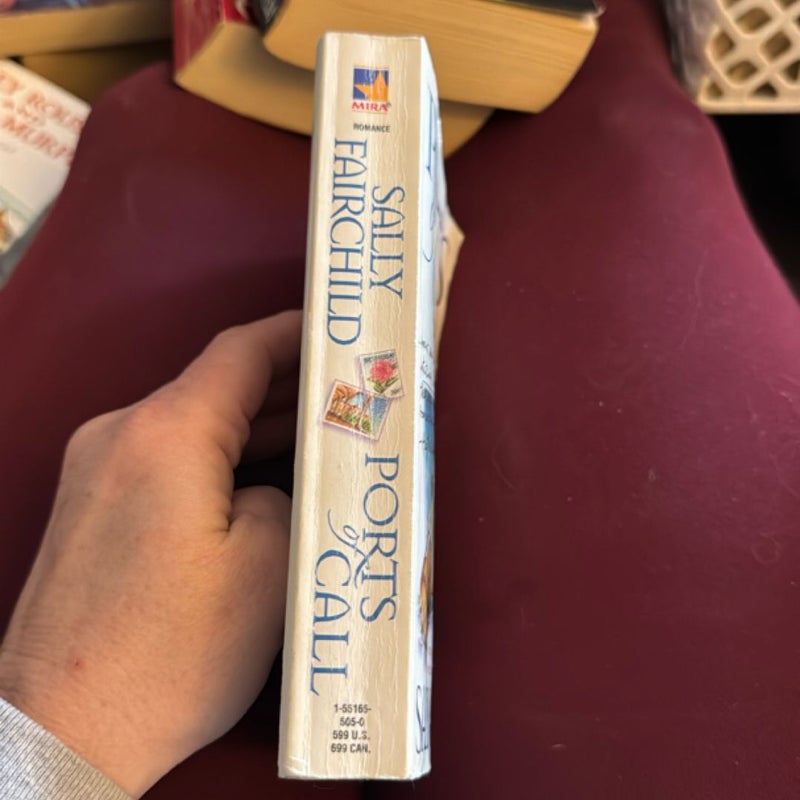 MIRA®
ROMANCE
SALLY
FAIRCHILD
PORTS
of
CALL
1-55166-
505-0
599 U.S.
699 CAN.